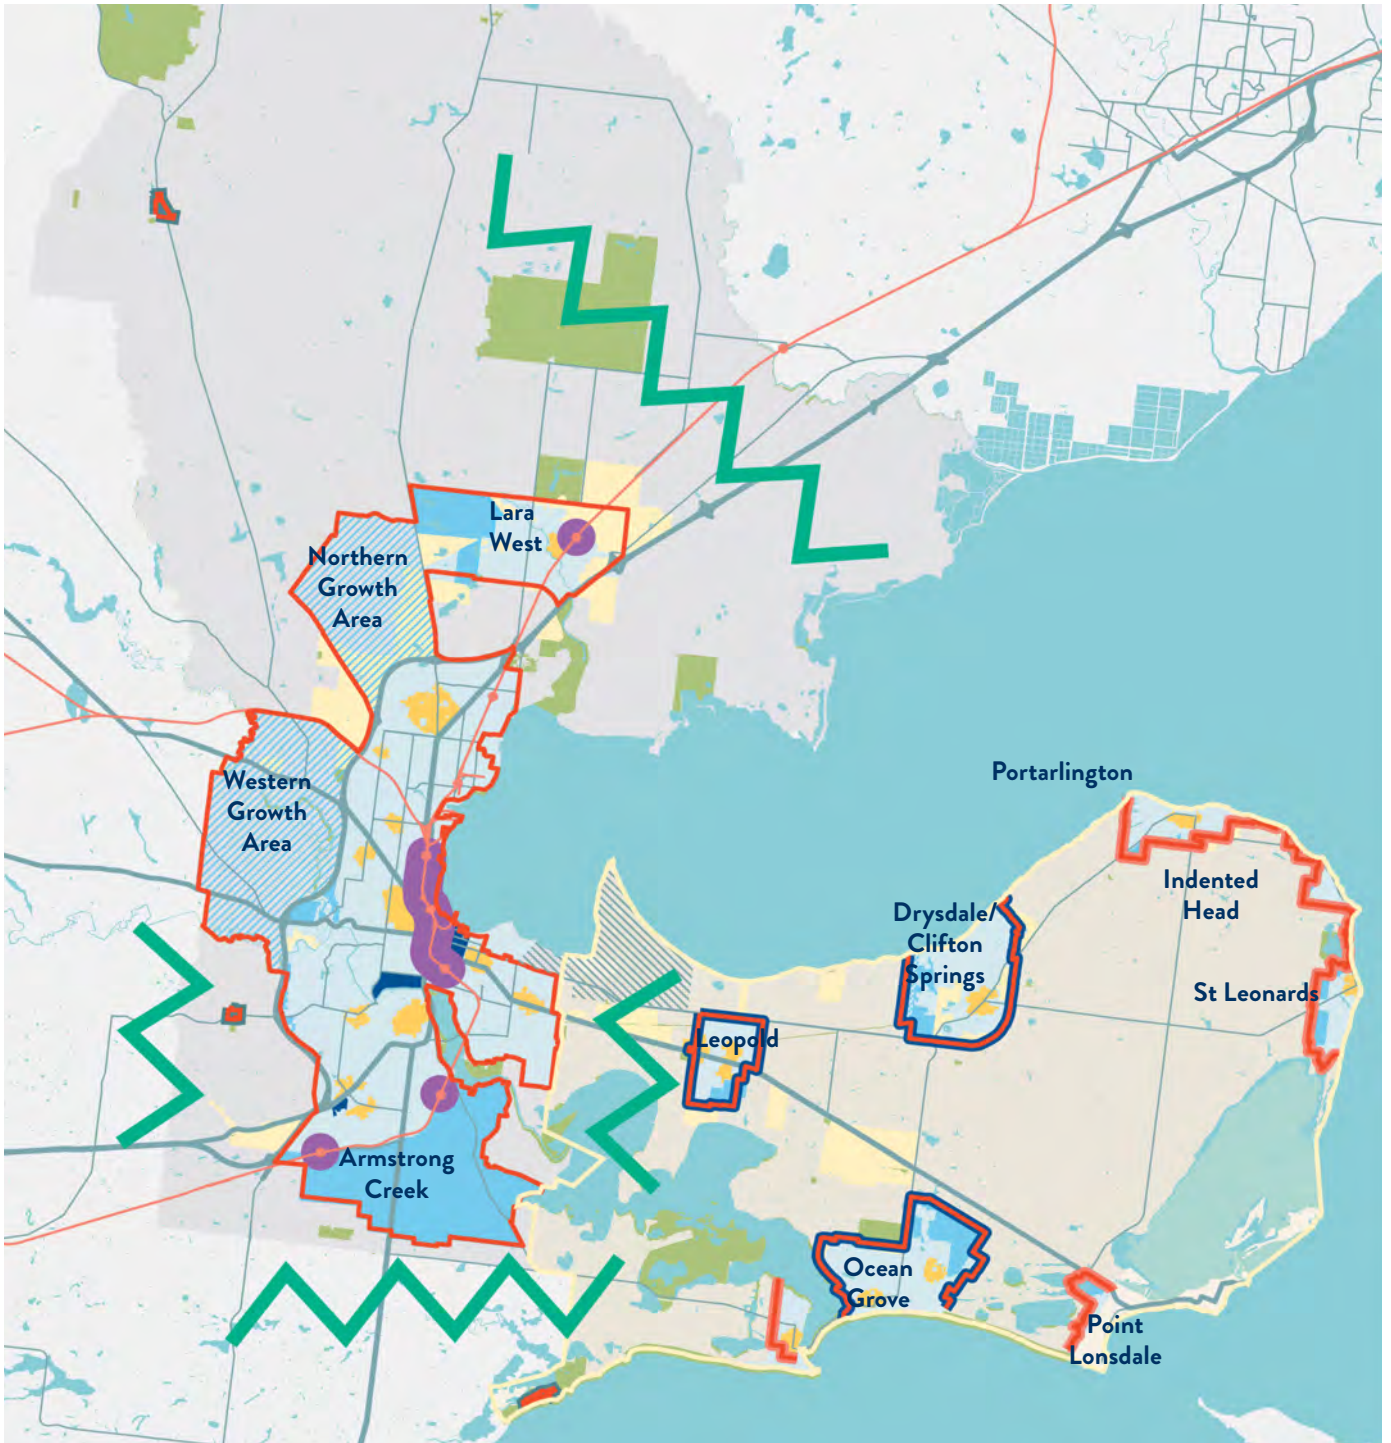 Lara
West
Northern
Growth
Area
Western
Growth
Area
Portarlington
Indented
Head
Drysdale/
Clifton
Springs
St Leonards
Leopold
Armstrong
Creek
Ocean
Grove
Point
Lonsdale